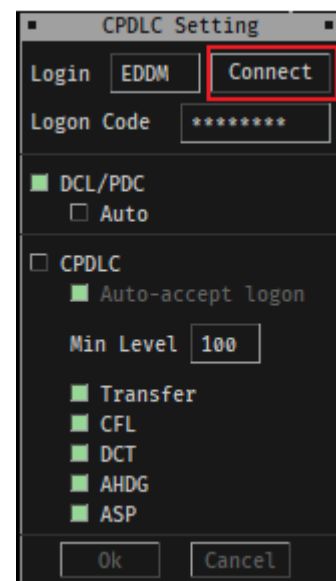 CPDLC Setting
Login EDDM Connect
Logon Code ********
DCL/PDC
Auto
CPDLC
Auto-accept logon
Min Level 100
Transfer
CFL
DCT
AHDG
ASP
Ok Cancel